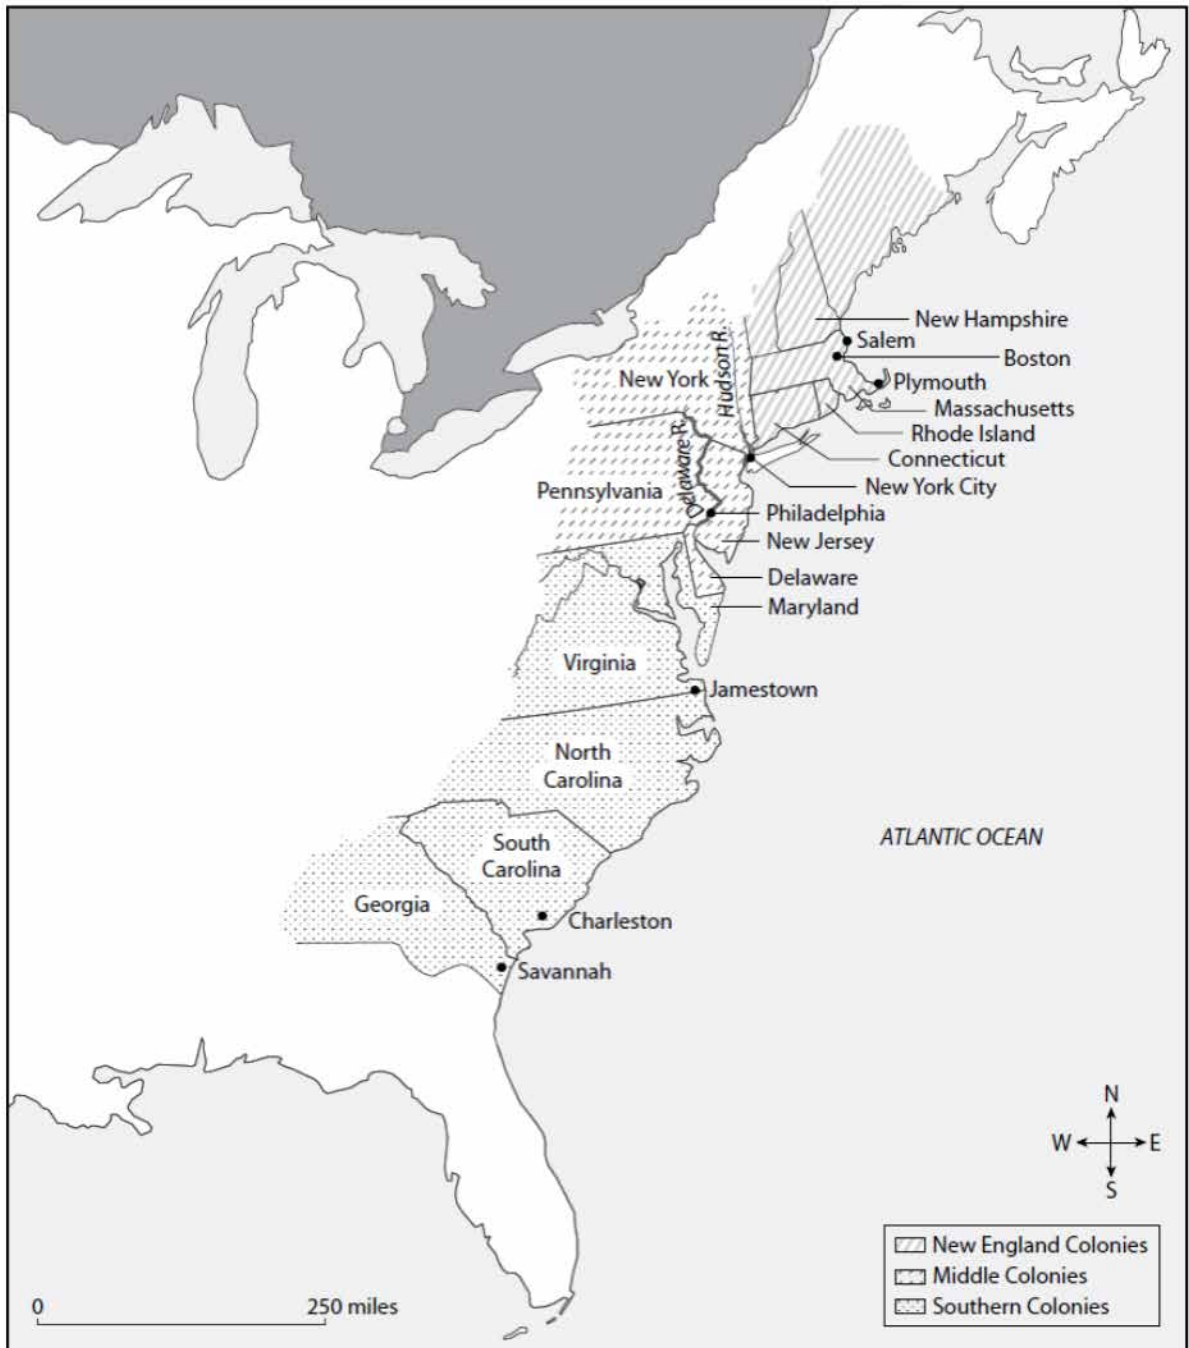 New Hampshire
Salem
Boston
Hudson R.
New York
Plymouth
Massachusetts
Rhode Island
Delaware R.
Connecticut
New York City
Pennsylvania
Philadelphia
New Jersey
Delaware
Maryland
Virginia
Jamestown
North
Carolina
ATLANTIC OCEAN
South
Carolina
Georgia
Charleston
Savannah
N
W
E
S
New England Colonies
Middle Colonies
Southern Colonies
0
250 miles